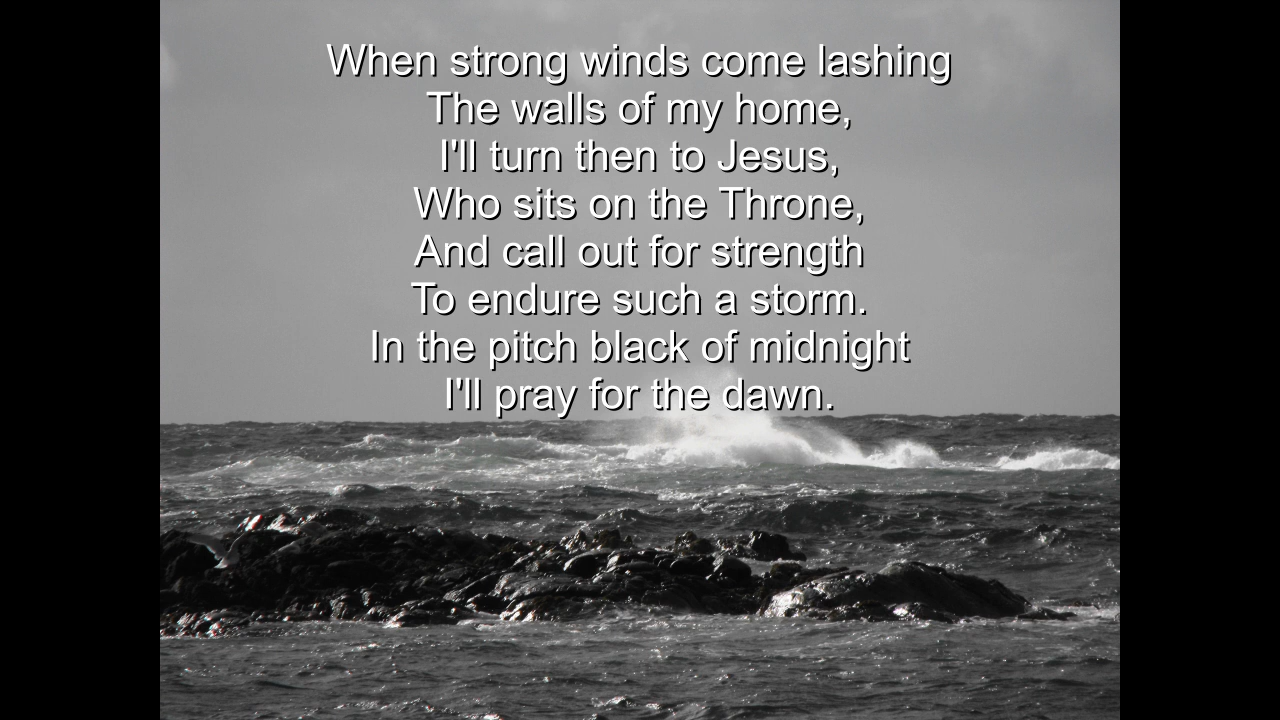 When strong winds come lashing
The walls of my home,
I'll turn then to Jesus,
Who sits on the Throne,
And call out for strength
To endure such a storm.
In the pitch black of midnight
I'll pray for the dawn.